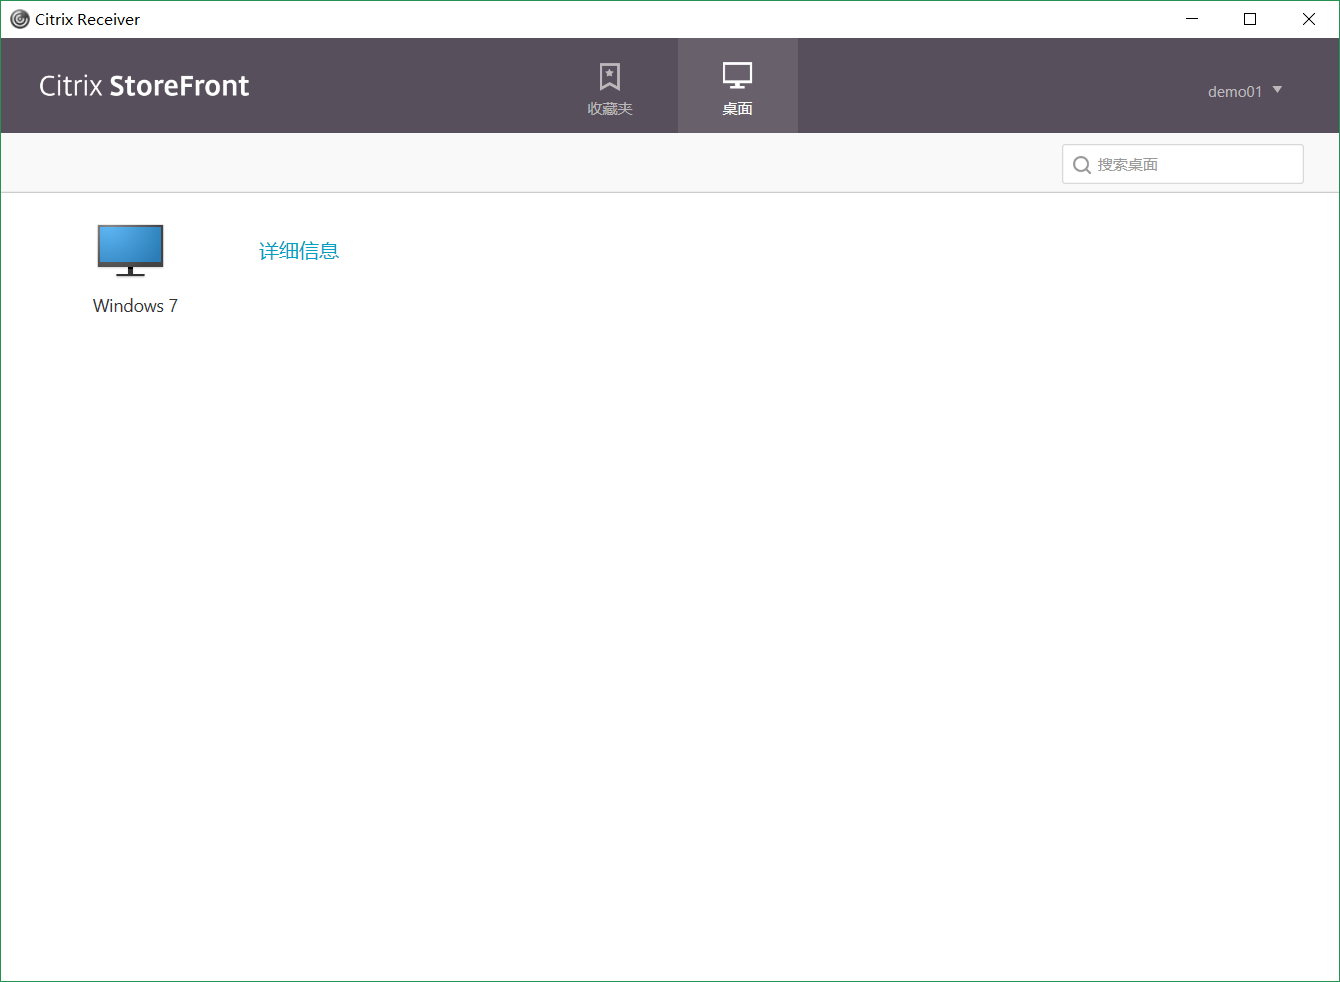 Citrix Receiver
Citrix StoreFront
收藏夹
桌面
demo01
搜索桌面
详细信息
Windows 7